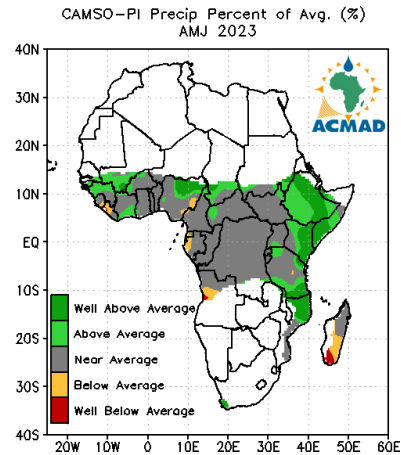 CAMSO-PI Precip Percent of Avg. (%)
AMJ 2023
40N
30N
20N
10N
EQ
10S
20S
30S
40S
ACMAD
Well Above Average
Above Average
Near Average
Below Average
Well Below Average
20W 10W 0 10E 20E 30E 40E 50E 60E